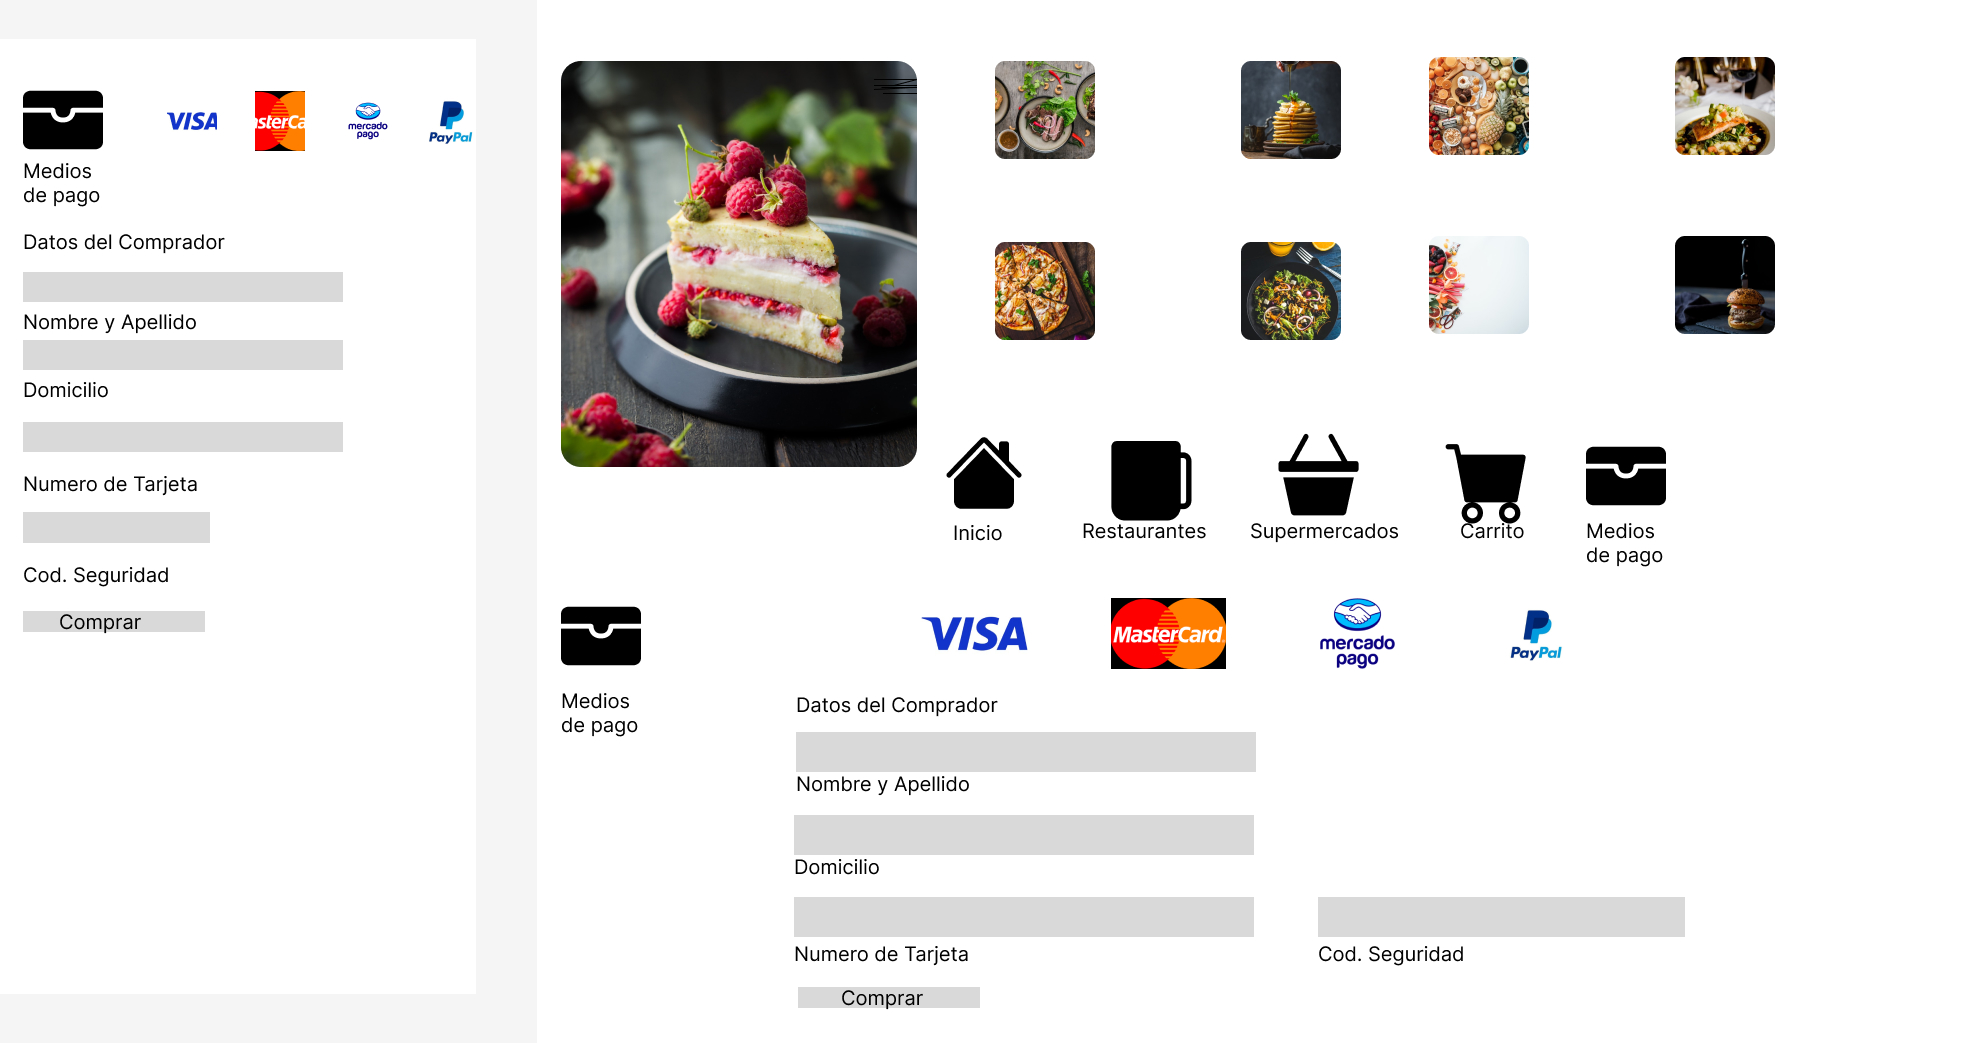 VISA
asterCa
mercado
pago
PayPal
Medios
de pago
Datos del Comprador
Nombre y Apellido
Domicilio
Numero de Tarjeta
Cod. Seguridad
Comprar
Inicio
Restaurantes
Supermercados
Carrito
Medios
de pago
VISA
MasterCard
mercado
pago
PayPal
Medios
de pago
Datos del Comprador
Nombre y Apellido
Domicilio
Numero de Tarjeta
Cod. Seguridad
Comprar